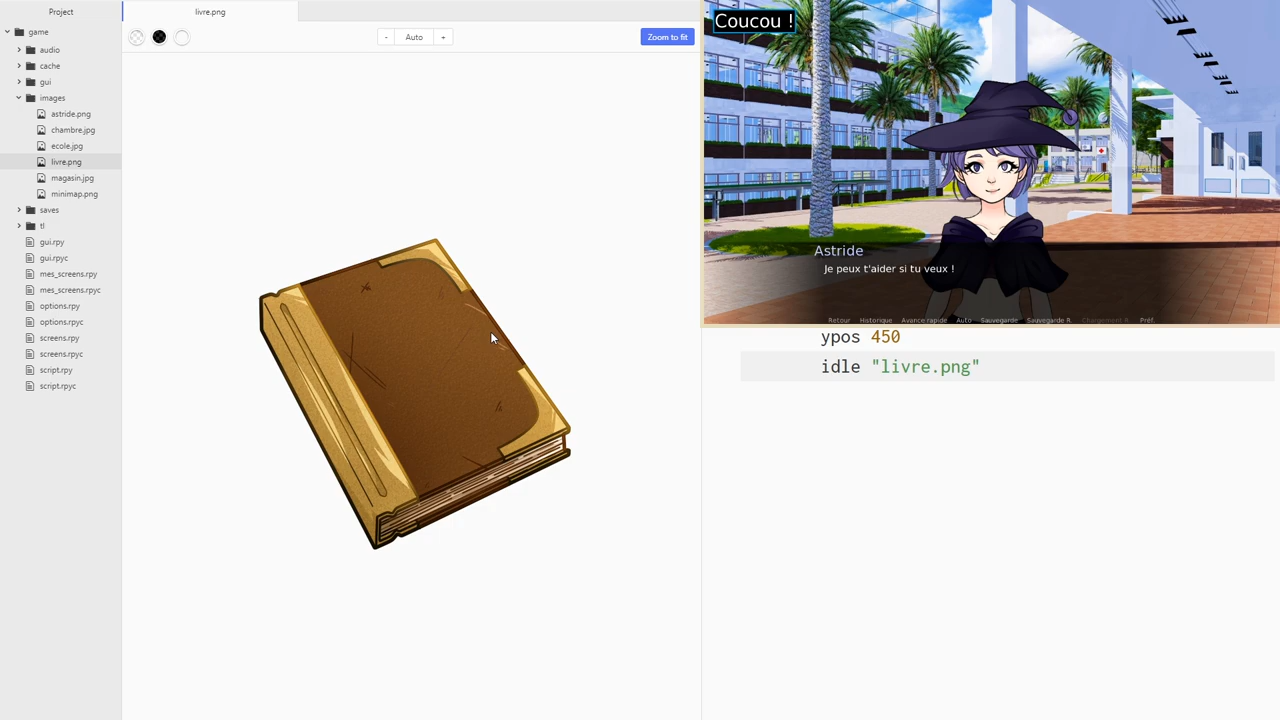 Project
game
audio
cache
gui
images
astride.png
chambre.jpg
ecole.jpg
livre.png
magasin.jpg
minimap.png
saves
tl
gui.rpy
gui.rpyc
mes_screens.rpy
mes_screens.rpyc
options.rpy
options.rpyc
screens.rpy
screens.rpyc
script.rpy
script.rpyc
livre.png
- Auto +
Zoom to fit
Coucou !
Astride
Je peux t'aider si tu veux !
Retour Historique Avance rapide Auto Sauvegarde Sauvegarde R. Chargement R. Préf.
ypos 450
idle "livre.png"